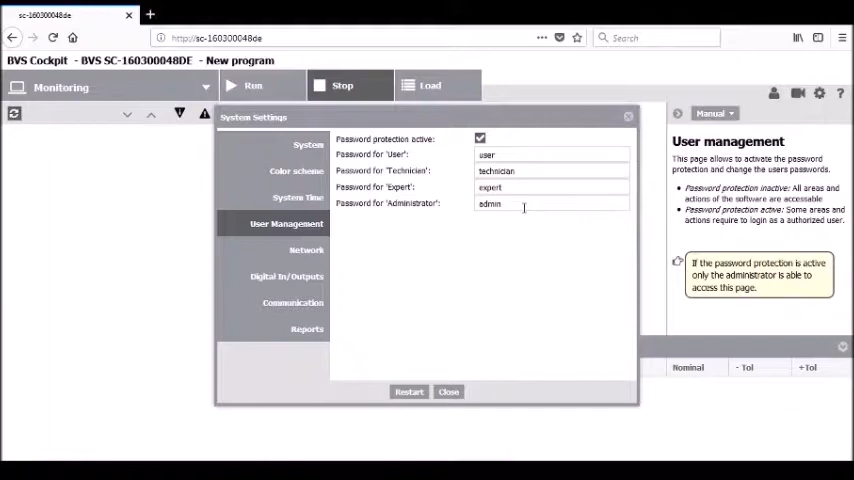 sc-160300048de
http://sc-160300048de
Search
BVS Cockpit - BVS SC-160300048DE - New program
Monitoring
Run
Stop
Load
Manual
System Settings
System
Color scheme
System Time
User Management
Network
Digital In/Outputs
Communication
Reports
Password protection active:
Password for 'User': user
Password for 'Technician': technician
Password for 'Expert': expert
Password for 'Administrator': admin
Restart
Close
User management
This page allows to activate the password
protection and change the users passwords.
Password protection inactive: All areas
and actions of the software are accessable
Password protection active: Some areas and
actions require to login as a authorized user.
If the password protection is active
only the administrator is able to
access this page.
Nominal
- Tol
+Tol